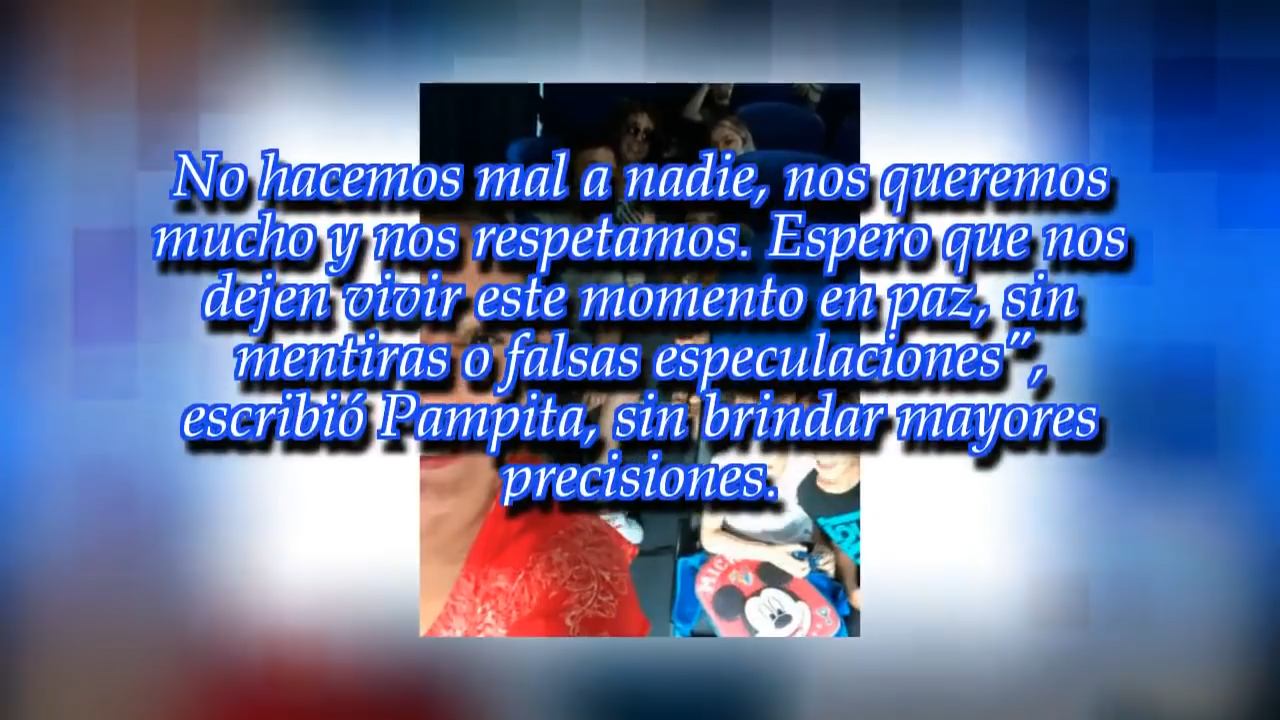 No hacemos mal a nadie, nos queremos
mucho y nos respetamos. Espero que nos
dejen vivir este momento en paz, sin
mentiras o falsas especulaciones”,
escribió Pampita, sin brindar mayores
precisiones.